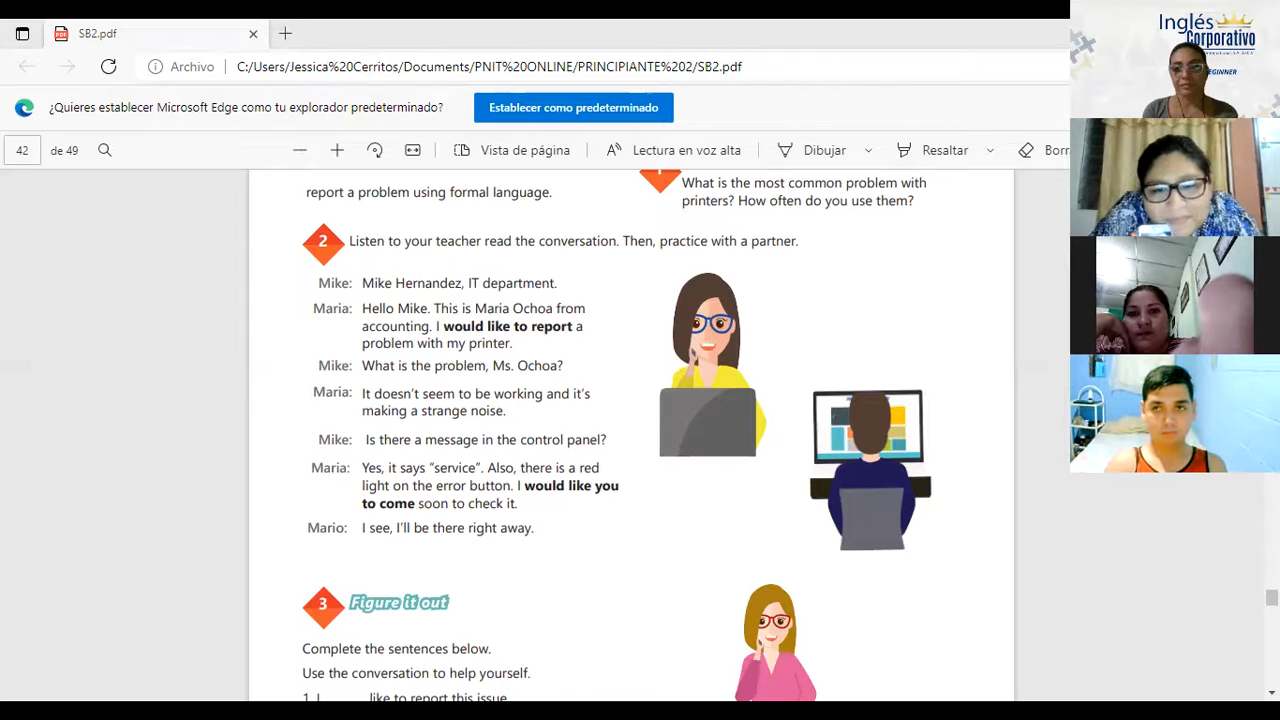 SB2.pdf
Archivo C:/Users/Jessica%20Cerritos/Documents/PNIT%20ONLINE/PRINCIPIANTE%202/SB2.pdf
¿Quieres establecer Microsoft Edge como tu explorador predeterminado? Establecer como predeterminado
42 de 49 Vista de página Lectura en voz alta Dibujar Resaltar Borr
report a problem using formal language.
What is the most common problem with
printers? How often do you use them?
2 Listen to your teacher read the conversation. Then, practice with a partner.
Mike: Mike Hernandez, IT department.
Maria: Hello Mike. This is Maria Ochoa from
accounting. I would like to report a
problem with my printer.
Mike: What is the problem, Ms. Ochoa?
Maria: It doesn't seem to be working and it's
making a strange noise.
Mike: Is there a message in the control panel?
Maria: Yes, it says "service". Also, there is a red
light on the error button. I would like you
to come soon to check it.
Mario: I see, I'll be there right away.
3 Figure it out
Complete the sentences below.
Use the conversation to help yourself.
1. I like to report this issue
Inglés
Corporativo